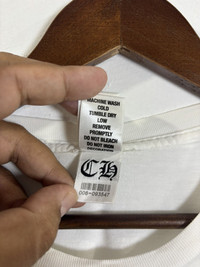 MACHINE WASH
COLD
TUMBLE DRY
LOW
REMOVE
PROMPTLY
DO NOT BLEACH
DO NOT IRON
CH